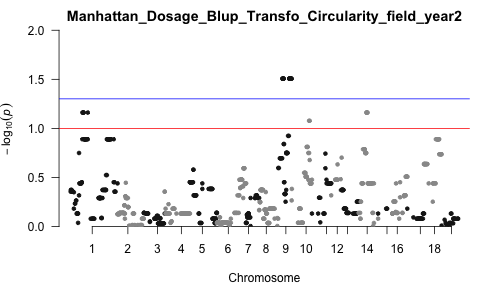 Manhattan_Dosage_Blup_Transfo_Circularity_field_year2
2.0
1.5
1.0
0.5
0.0
− log10(p)
1 2 3 4 5 6 7 8 9 10 12 14 16 18
Chromosome